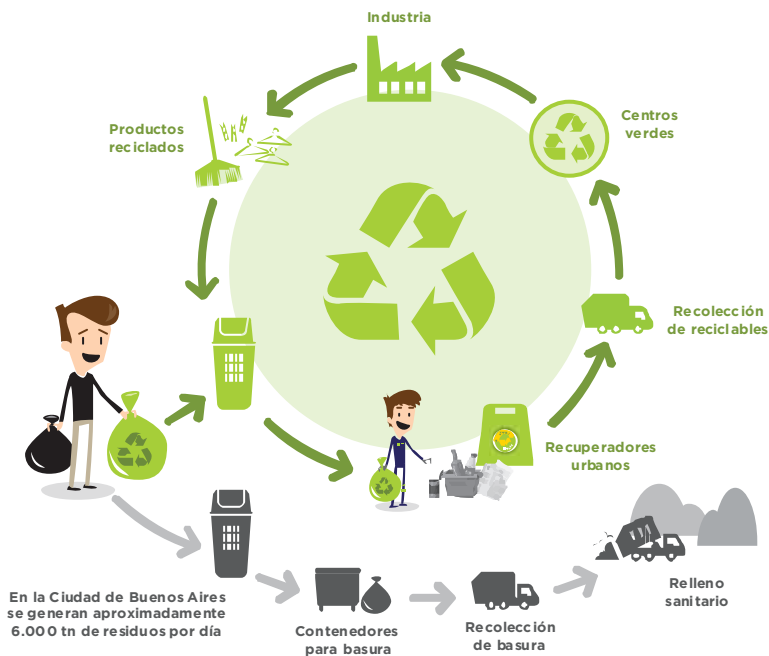 Industria
Centros
verdes
Productos
reciclados
Recolección
de reciclables
Recuperadores
urbanos
En la Ciudad de Buenos Aires
se generan aproximadamente
6.000 tn de residuos por día
Contenedores
para basura
Recolección
de basura
Relleno
sanitario